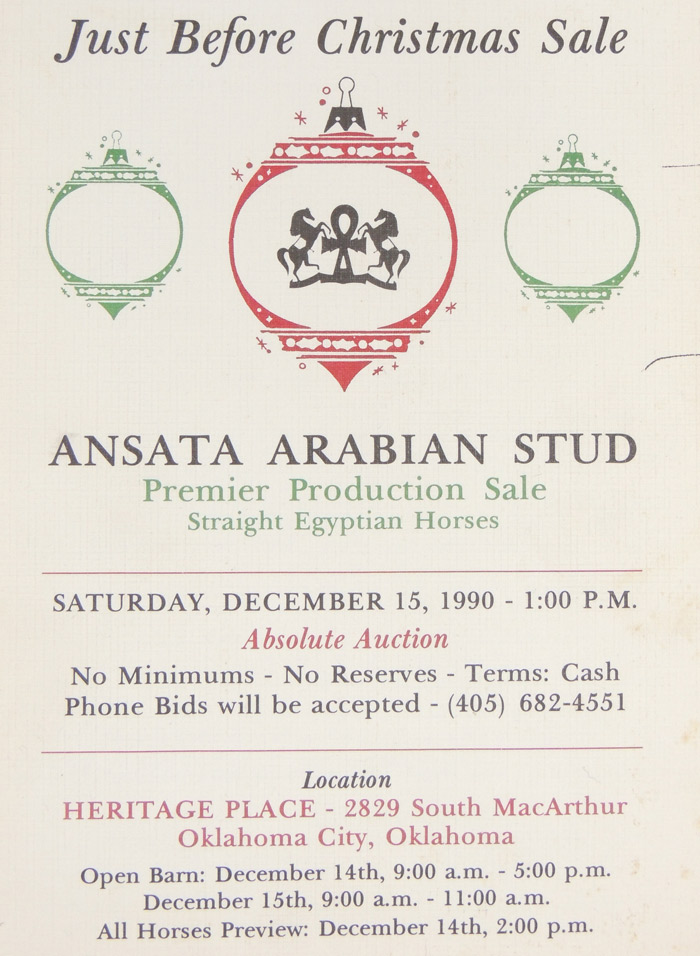 Just Before Christmas Sale
ANSATA ARABIAN STUD
Premier Production Sale
Straight Egyptian Horses
SATURDAY, DECEMBER 15, 1990 - 1:00 P.M.
Absolute Auction
No Minimums - No Reserves - Terms: Cash
Phone Bids will be accepted - (405) 682-4551
Location
HERITAGE PLACE - 2829 South MacArthur
Oklahoma City, Oklahoma
Open Barn: December 14th, 9:00 a.m. - 5:00 p.m.
December 15th, 9:00 a.m. - 11:00 a.m.
All Horses Preview: December 14th, 2:00 p.m.